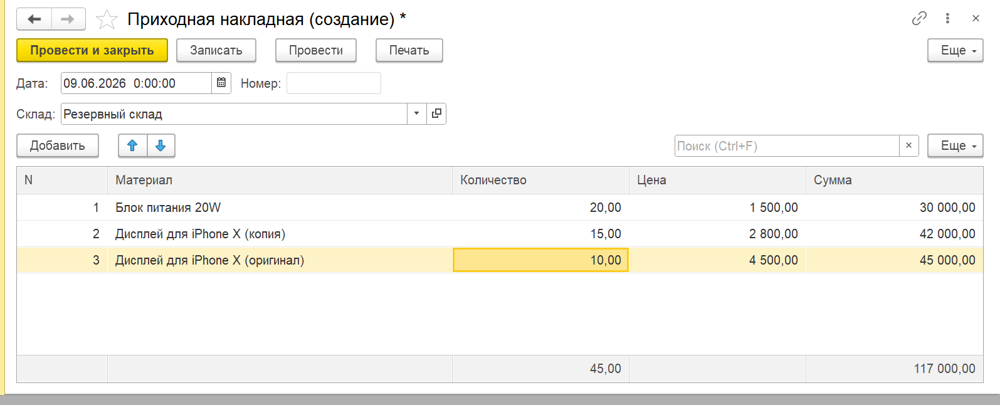 Приходная накладная (создание) *
Провести и закрыть Записать Провести Печать Еще
Дата: 09.06.2026 0:00:00 Номер:
Склад: Резервный склад
Добавить Поиск (Ctrl+F) × Еще
N Материал Количество Цена Сумма
1 Блок питания 20W 20,00 1 500,00 30 000,00
2 Дисплей для iPhone X (копия) 15,00 2 800,00 42 000,00
3 Дисплей для iPhone X (оригинал) 10,00 4 500,00 45 000,00
45,00 117 000,00